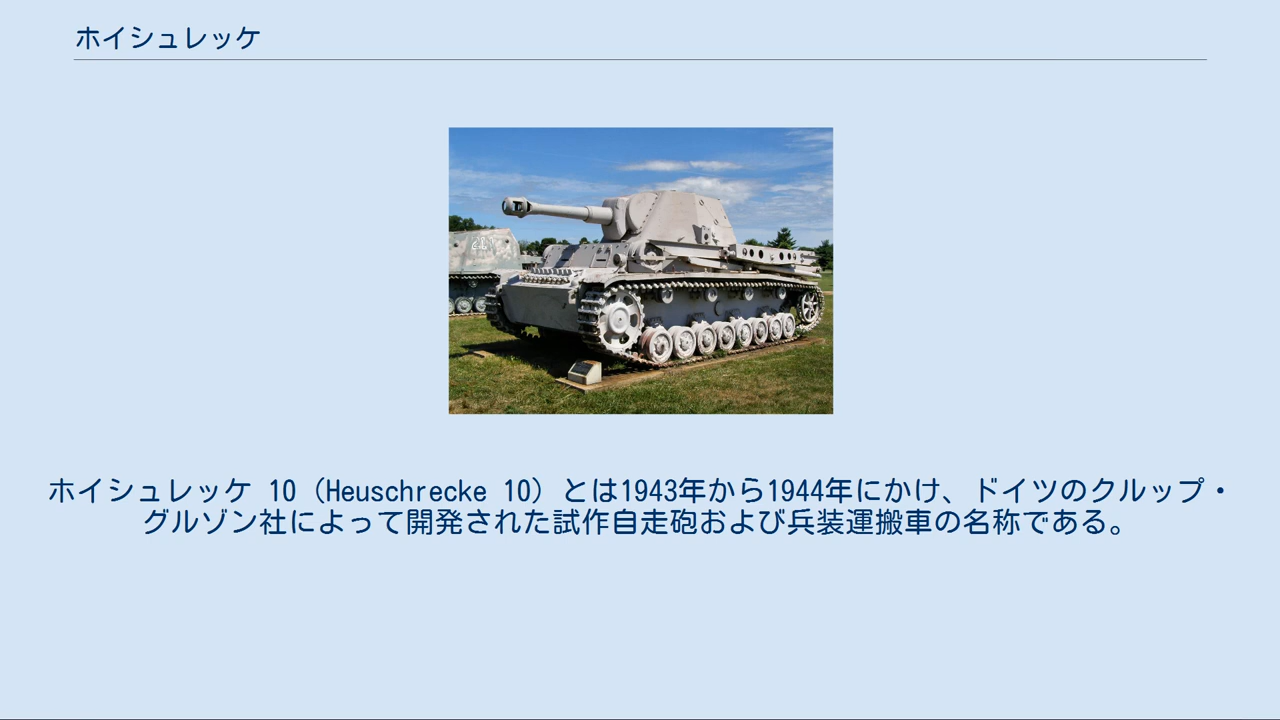 ホイシュレッケ
ホイシュレッケ 10（Heuschrecke 10）とは1943年から1944年にかけ、ドイツのクルップ・
グルゾン社によって開発された試作自走砲および兵装運搬車の名称である。